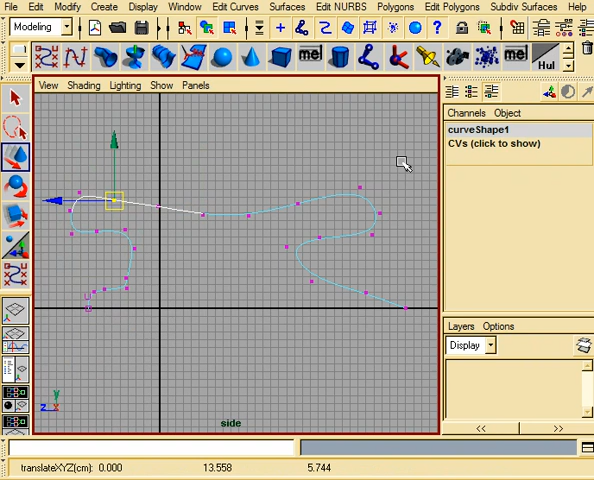 File Edit Modify Create Display Window Edit Curves Surfaces Edit NURBS Polygons Edit Polygons Subdiv Surfaces Help
Modeling
mel mel Hul
View Shading Lighting Show Panels
Channels Object
curveShape1
CVs (click to show)
U
Layers Options
Display
y
z x
side
<< >>
translateXYZ(cm): 0.000 13.558 5.744